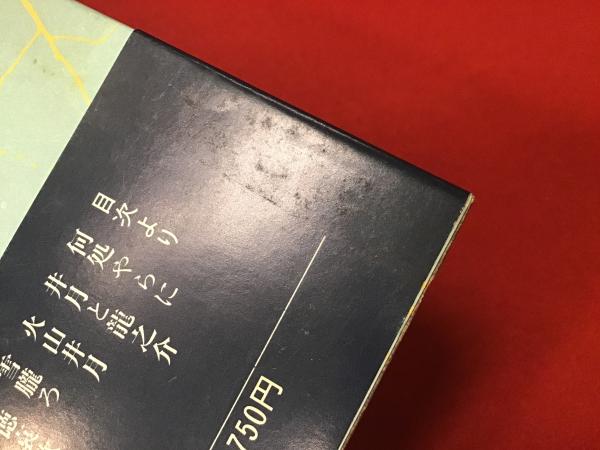 目次より
何処やらに
井月と龍之介
火山井月
朧ろ
750円